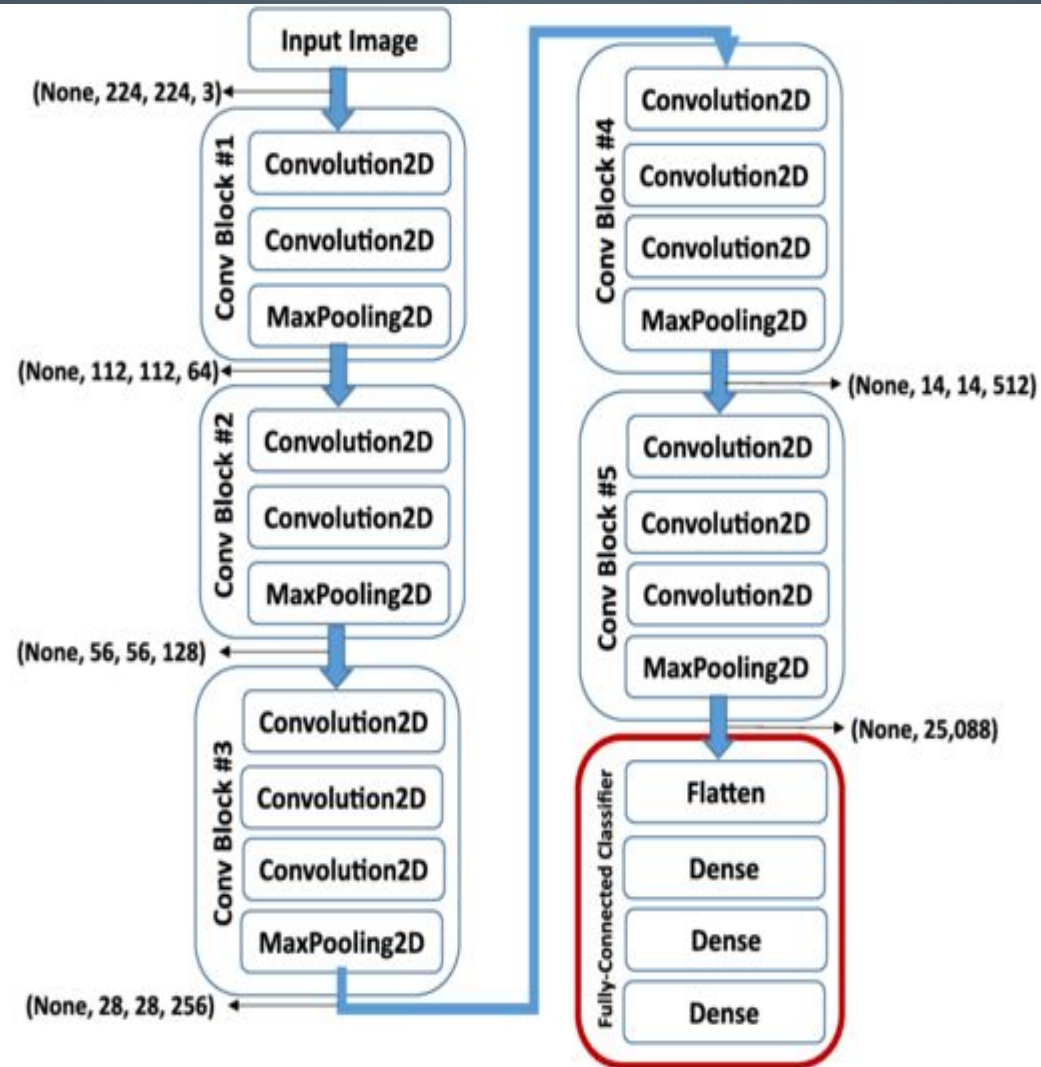 Input Image
(None, 224, 224, 3)
Conv Block #1
Convolution2D
Convolution2D
MaxPooling2D
(None, 112, 112, 64)
Conv Block #2
Convolution2D
Convolution2D
MaxPooling2D
(None, 56, 56, 128)
Conv Block #3
Convolution2D
Convolution2D
Convolution2D
MaxPooling2D
(None, 28, 28, 256)
Conv Block #4
Convolution2D
Convolution2D
Convolution2D
MaxPooling2D
(None, 14, 14, 512)
Conv Block #5
Convolution2D
Convolution2D
Convolution2D
MaxPooling2D
(None, 25,088)
Fully-Connected Classifier
Flatten
Dense
Dense
Dense